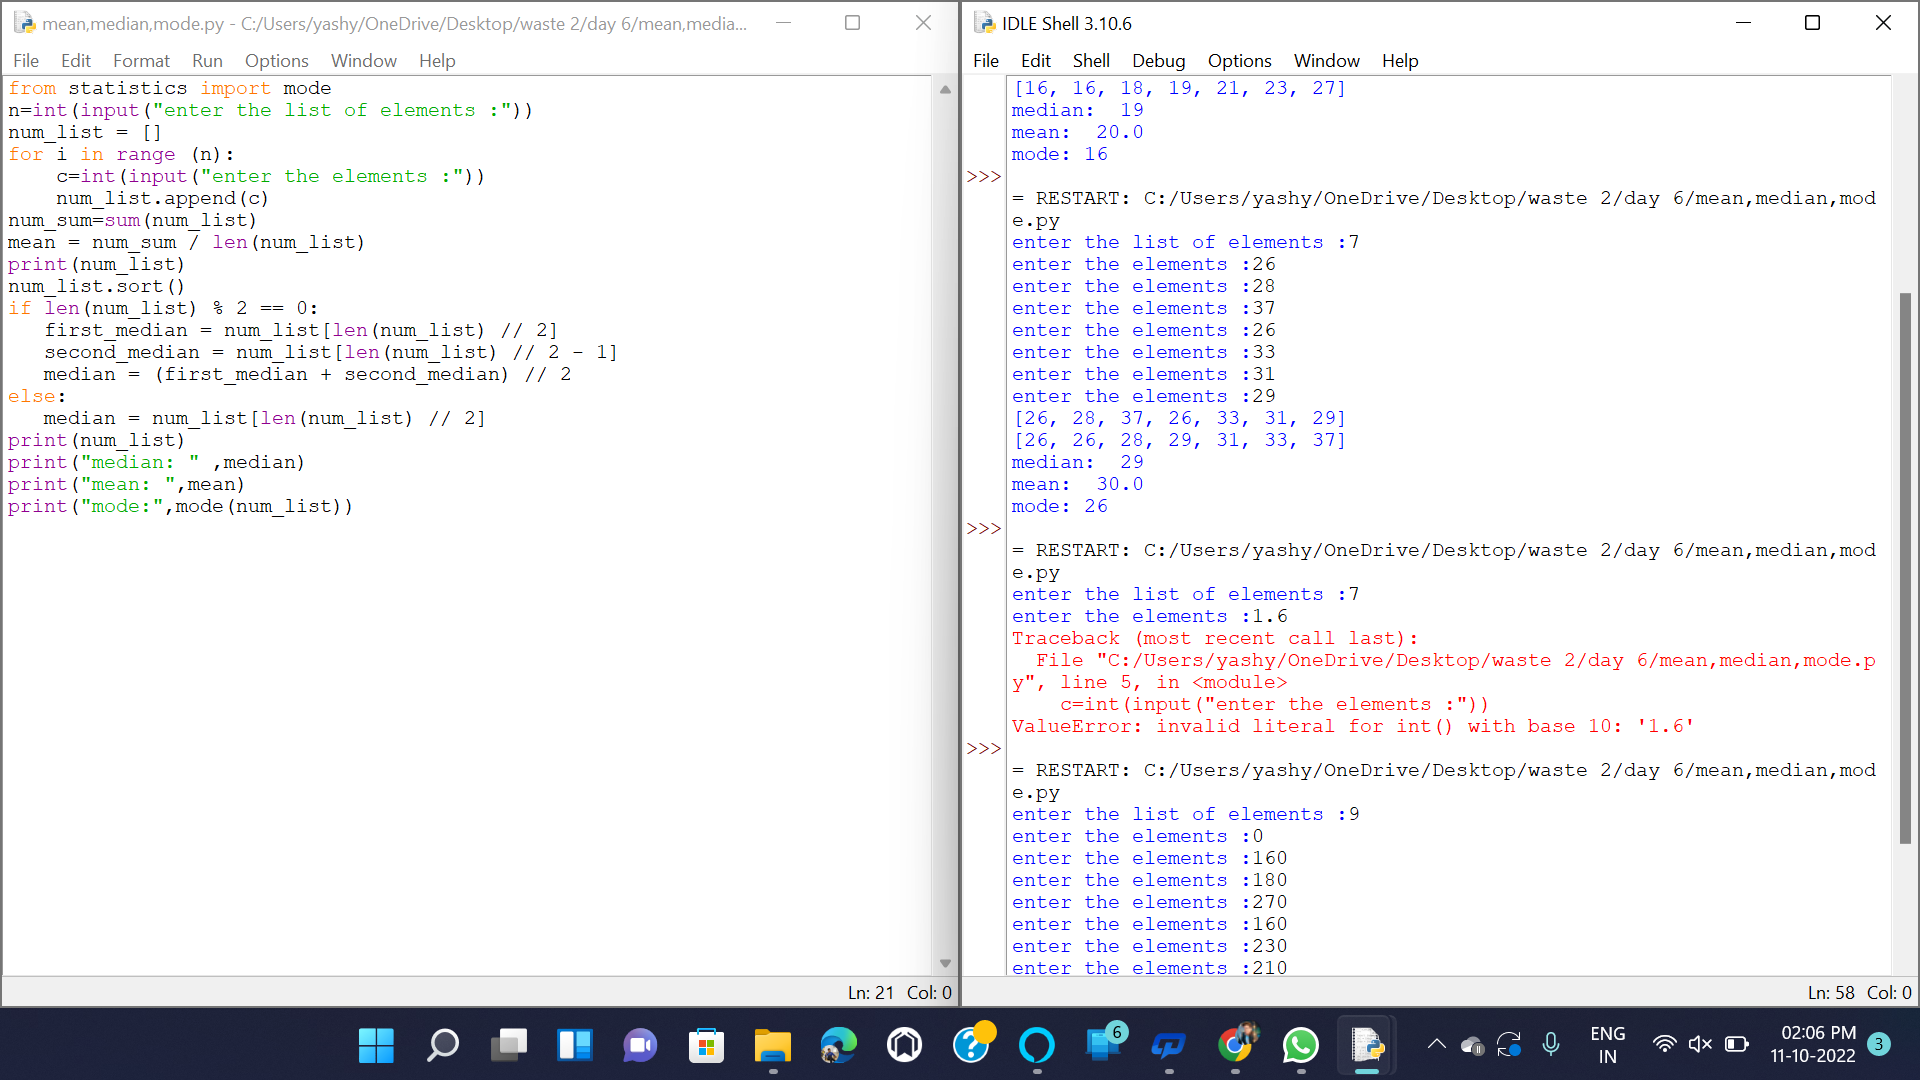 mean,median,mode.py - C:/Users/yashy/OneDrive/Desktop/waste 2/day 6/mean,media...
File Edit Format Run Options Window Help
from statistics import mode
n=int(input("enter the list of elements :"))
num_list = []
for i in range (n):
    c=int(input("enter the elements :"))
    num_list.append(c)
num_sum=sum(num_list)
mean = num_sum / len(num_list)
print(num_list)
num_list.sort()
if len(num_list) % 2 == 0:
   first_median = num_list[len(num_list) // 2]
   second_median = num_list[len(num_list) // 2 - 1]
   median = (first_median + second_median) // 2
else:
   median = num_list[len(num_list) // 2]
print(num_list)
print("median: " ,median)
print("mean: ",mean)
print("mode:",mode(num_list))
Ln: 21 Col: 0
IDLE Shell 3.10.6
File Edit Shell Debug Options Window Help
[16, 16, 18, 19, 21, 23, 27]
median:  19
mean:  20.0
mode: 16
>>>
= RESTART: C:/Users/yashy/OneDrive/Desktop/waste 2/day 6/mean,median,mod
e.py
enter the list of elements :7
enter the elements :26
enter the elements :28
enter the elements :37
enter the elements :26
enter the elements :33
enter the elements :31
enter the elements :29
[26, 28, 37, 26, 33, 31, 29]
[26, 26, 28, 29, 31, 33, 37]
median:  29
mean:  30.0
mode: 26
>>>
= RESTART: C:/Users/yashy/OneDrive/Desktop/waste 2/day 6/mean,median,mod
e.py
enter the list of elements :7
enter the elements :1.6
Traceback (most recent call last):
  File "C:/Users/yashy/OneDrive/Desktop/waste 2/day 6/mean,median,mode.p
y", line 5, in <module>
    c=int(input("enter the elements :"))
ValueError: invalid literal for int() with base 10: '1.6'
>>>
= RESTART: C:/Users/yashy/OneDrive/Desktop/waste 2/day 6/mean,median,mod
e.py
enter the list of elements :9
enter the elements :0
enter the elements :160
enter the elements :180
enter the elements :270
enter the elements :160
enter the elements :230
enter the elements :210
Ln: 58 Col: 0
6
ENG
IN
02:06 PM
11-10-2022
3